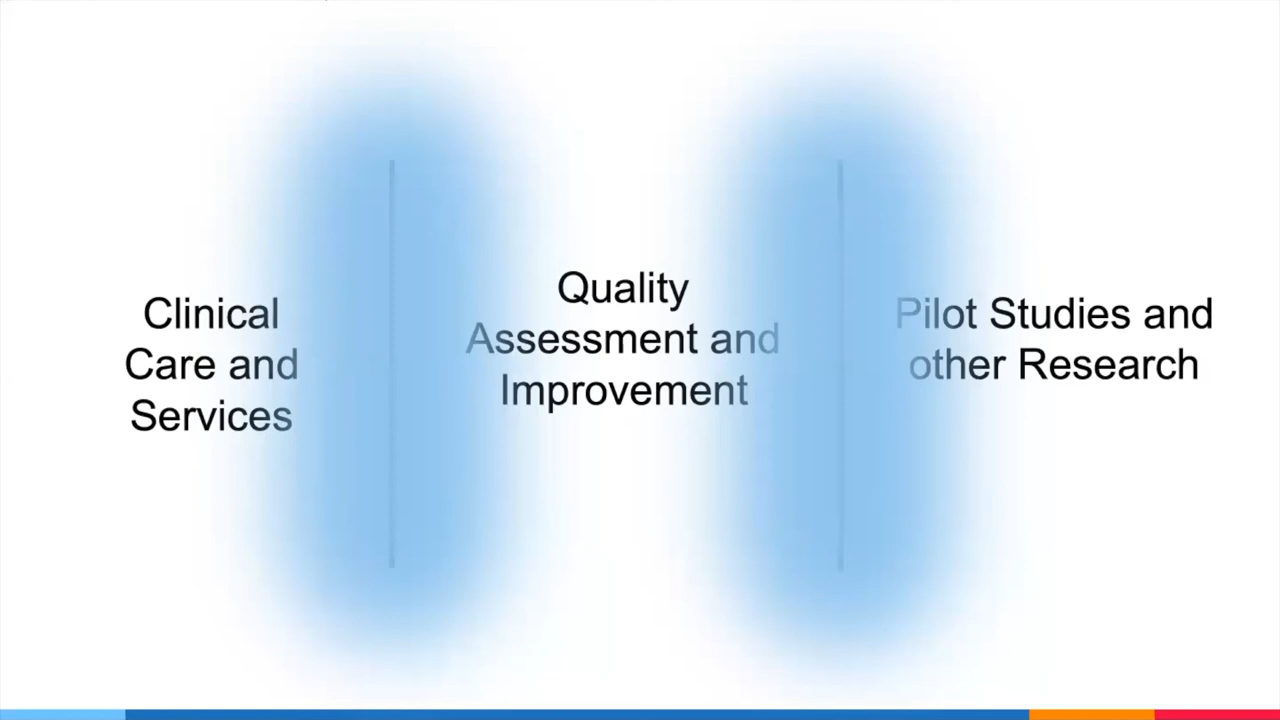 Clinical
Care and
Services
Quality
Assessment and
Improvement
Pilot Studies and
other Research